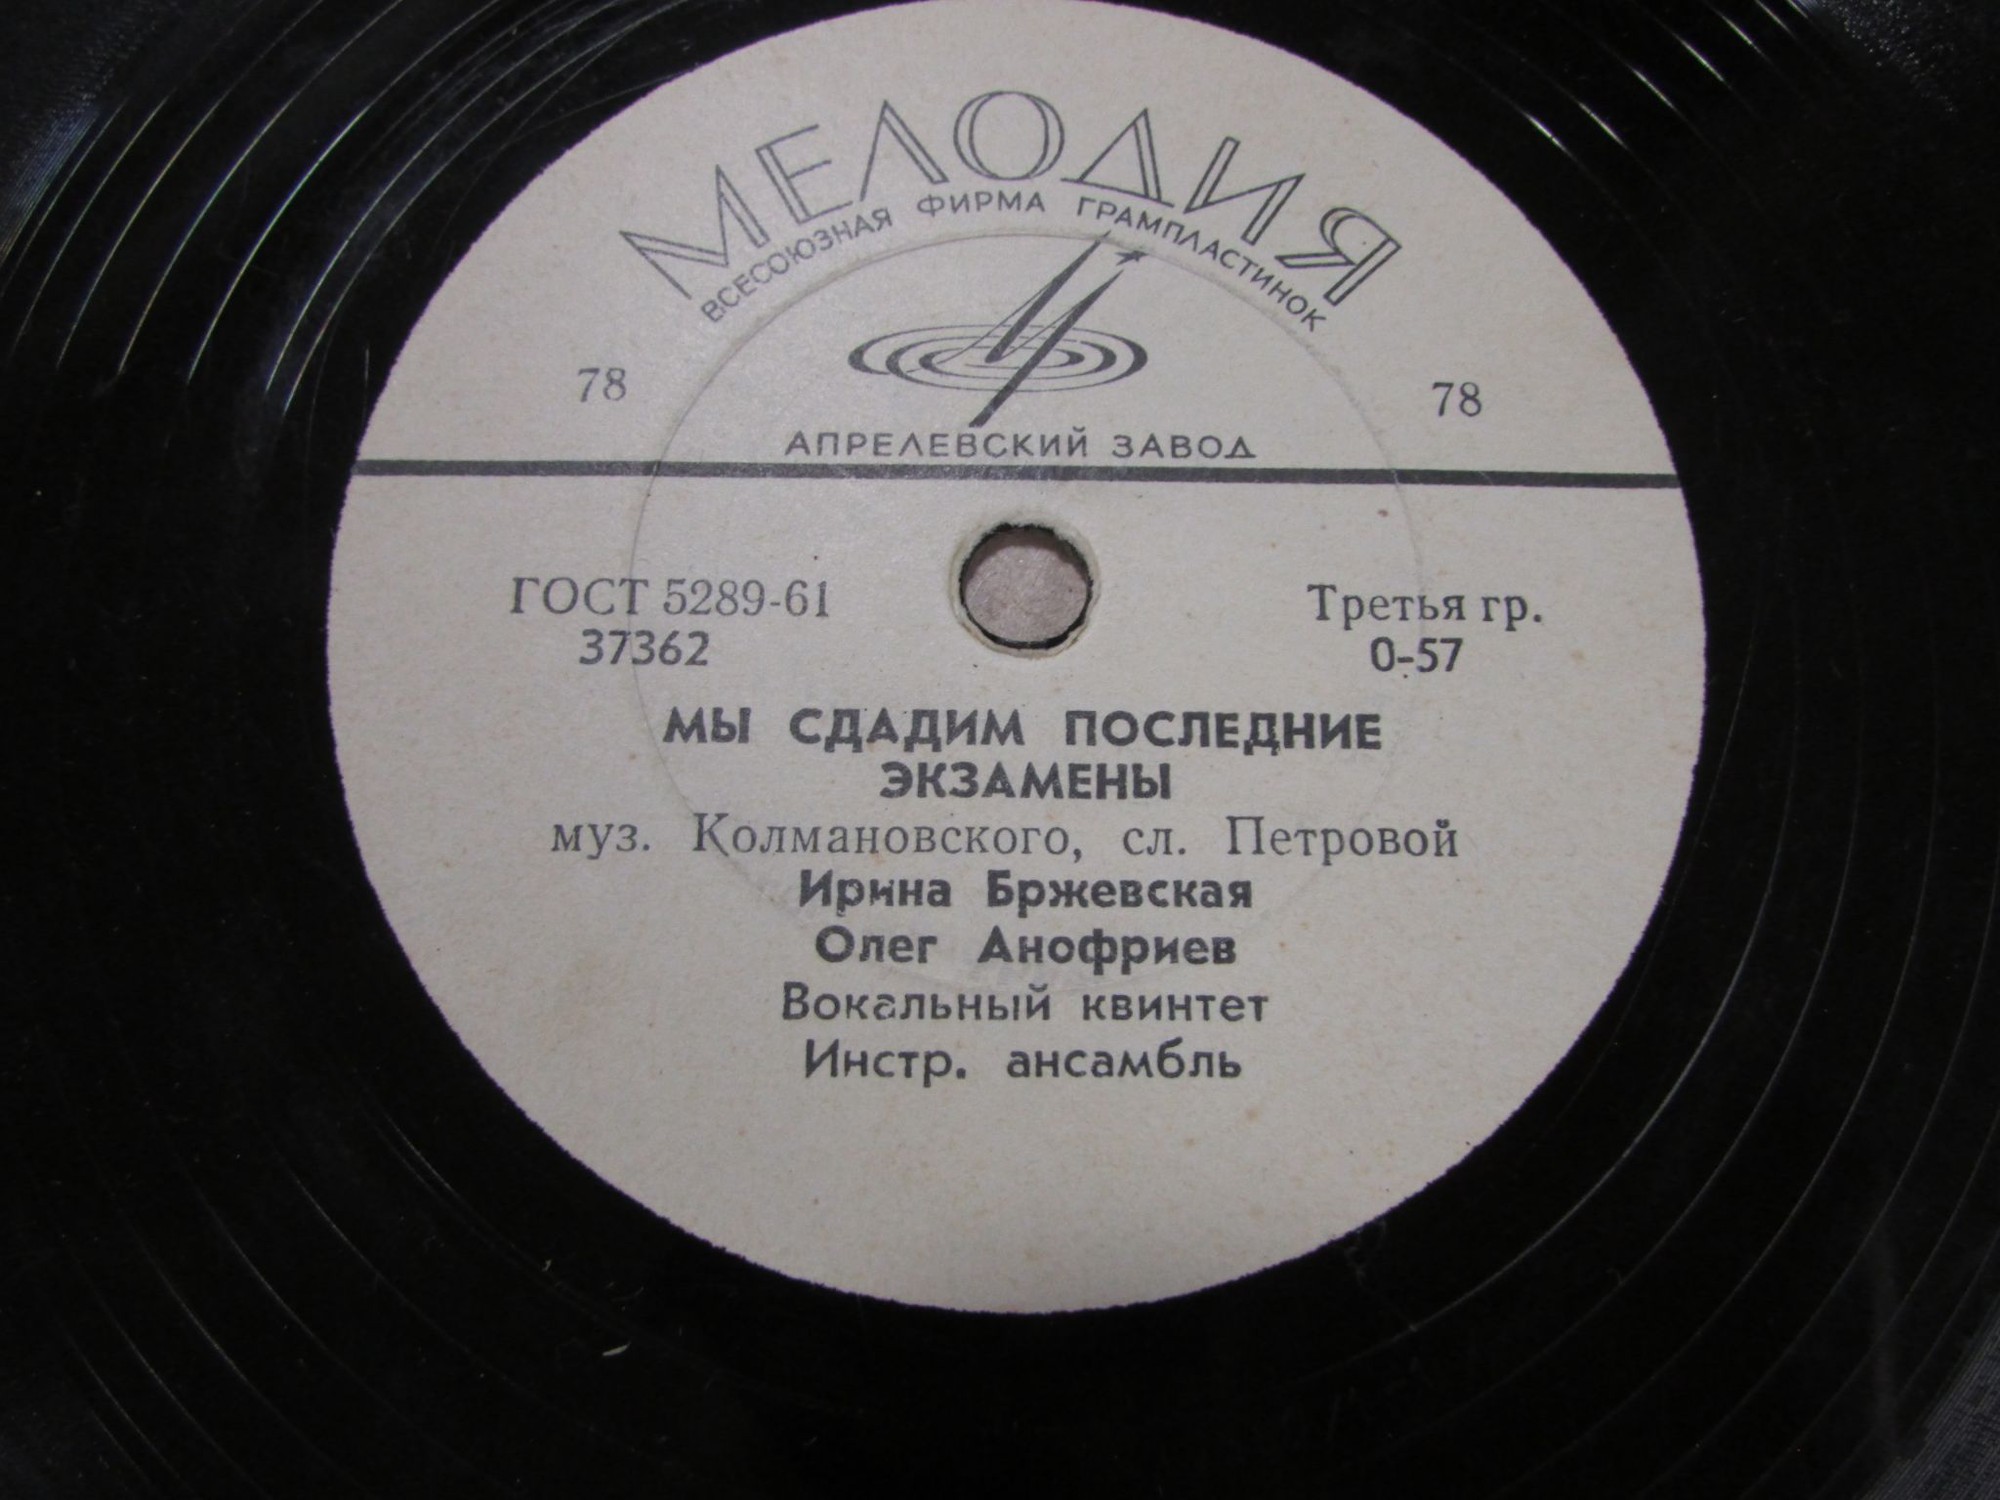 МЕЛОДИЯ
ВСЕСОЮЗНАЯ ФИРМА ГРАМПЛАСТИНОК
78 78
АПРЕЛЕВСКИЙ ЗАВОД
ГОСТ 5289-61 Третья гр.
37362 0-57
МЫ СДАДИМ ПОСЛЕДНИЕ
ЭКЗАМЕНЫ
муз. Колмановского, сл. Петровой
Ирина Бржевская
Олег Анофриев
Вокальный квинтет
Инстр. ансамбль